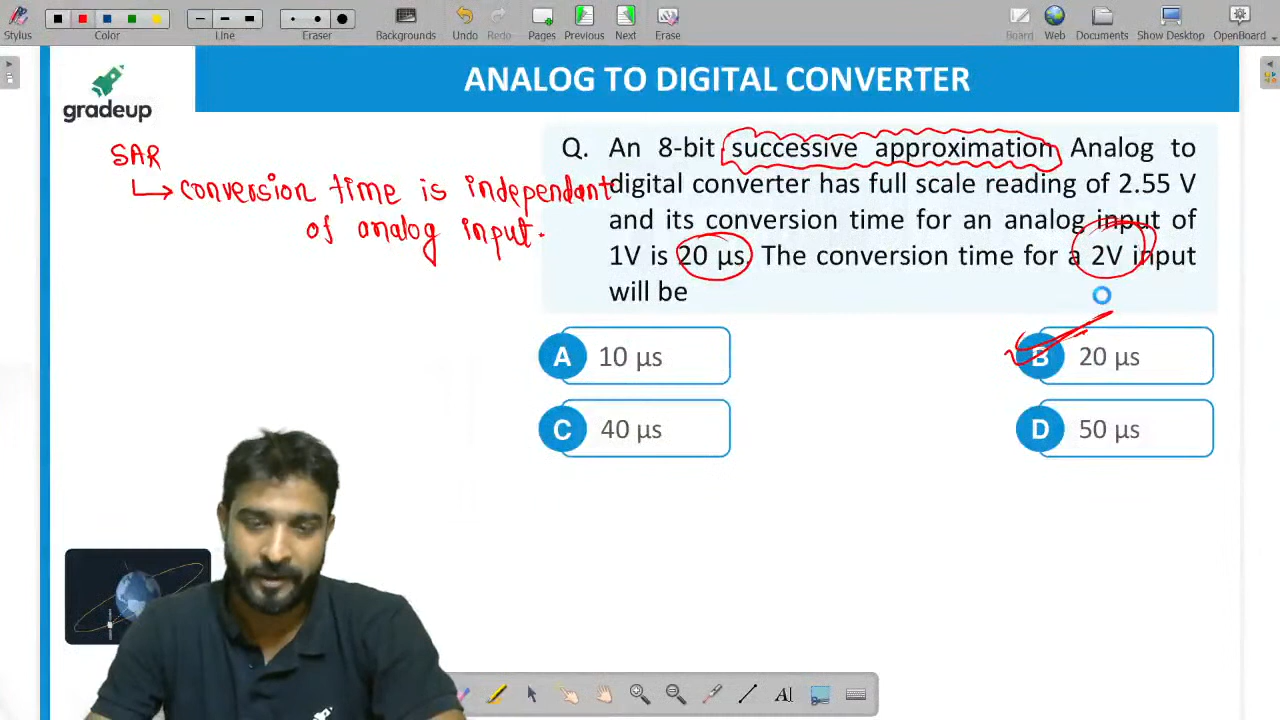 Stylus
Color
Line
Eraser
Backgrounds
Undo
Redo
Pages
Previous
Next
Erase
Board
Web
Documents
Show Desktop
OpenBoard
gradeup
ANALOG TO DIGITAL CONVERTER
SAR
conversion time is independant
of analog input.
Q. An 8-bit successive approximation Analog to
digital converter has full scale reading of 2.55 V
and its conversion time for an analog input of
1V is 20 μs. The conversion time for a 2V input
will be
A 10 μs
B 20 μs
C 40 μs
D 50 μs
AI